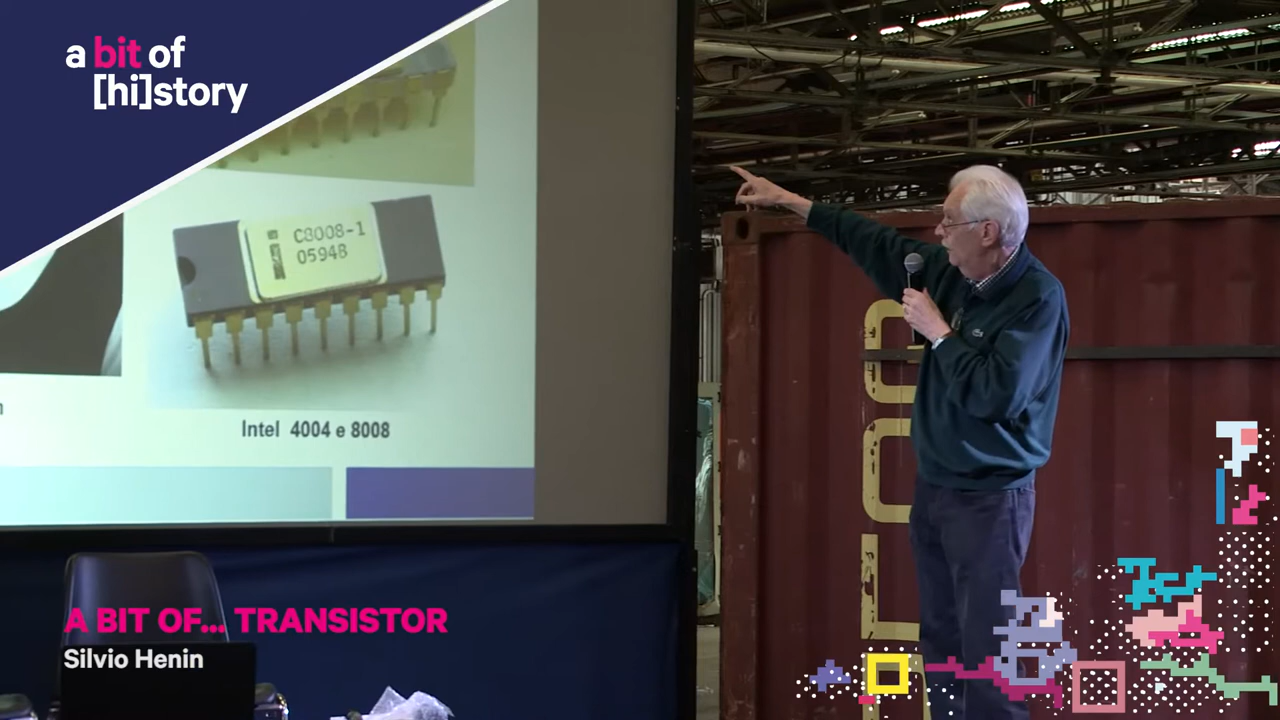 a bit of
[hi]story
C8008-1
05948
Intel 4004 e 8008
A BIT OF... TRANSISTOR
Silvio Henin